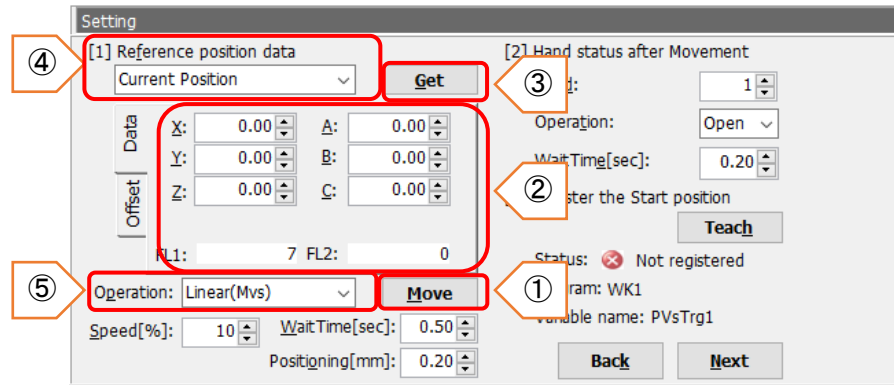 Setting
[1] Reference position data
④
Current Position
Get
③
Data
Offset
X: 0.00 A: 0.00
Y: 0.00 B: 0.00
Z: 0.00 C: 0.00
②
FL1: 7 FL2: 0
⑤
Operation: Linear(Mvs)
Move
①
Speed[%]: 10 WaitTime[sec]: 0.50
Positioning[mm]: 0.20
[2] Hand status after Movement
1
Operation: Open
WaitTime[sec]: 0.20
the Start position
Teach
Status: Not registered
WK1
Variable name: PVsTrg1
Back Next